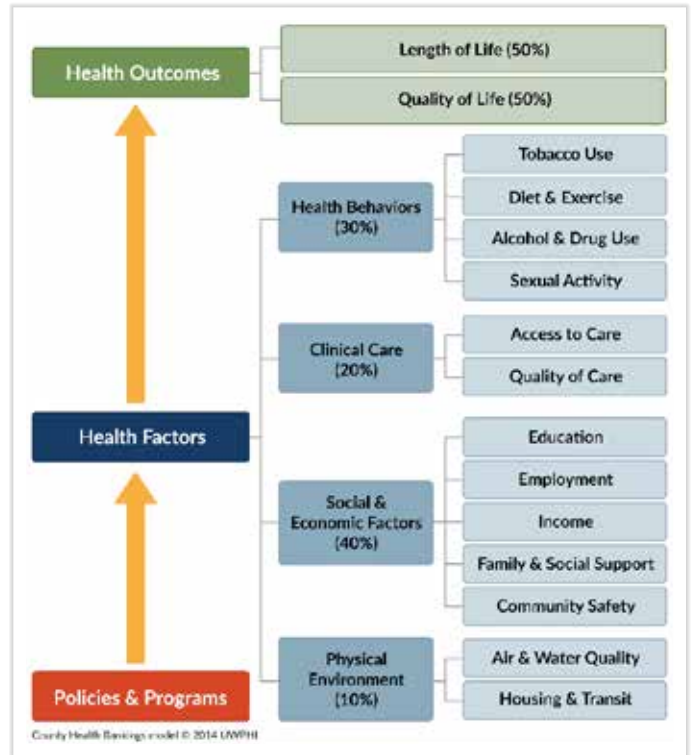 Health Outcomes
Length of Life (50%)
Quality of Life (50%)
Health Behaviors
(30%)
Tobacco Use
Diet & Exercise
Alcohol & Drug Use
Sexual Activity
Clinical Care
(20%)
Access to Care
Quality of Care
Health Factors
Social &
Economic Factors
(40%)
Education
Employment
Income
Family & Social Support
Community Safety
Physical
Environment
(10%)
Air & Water Quality
Housing & Transit
Policies & Programs
County Health Rankings model © 2014 UWPHI